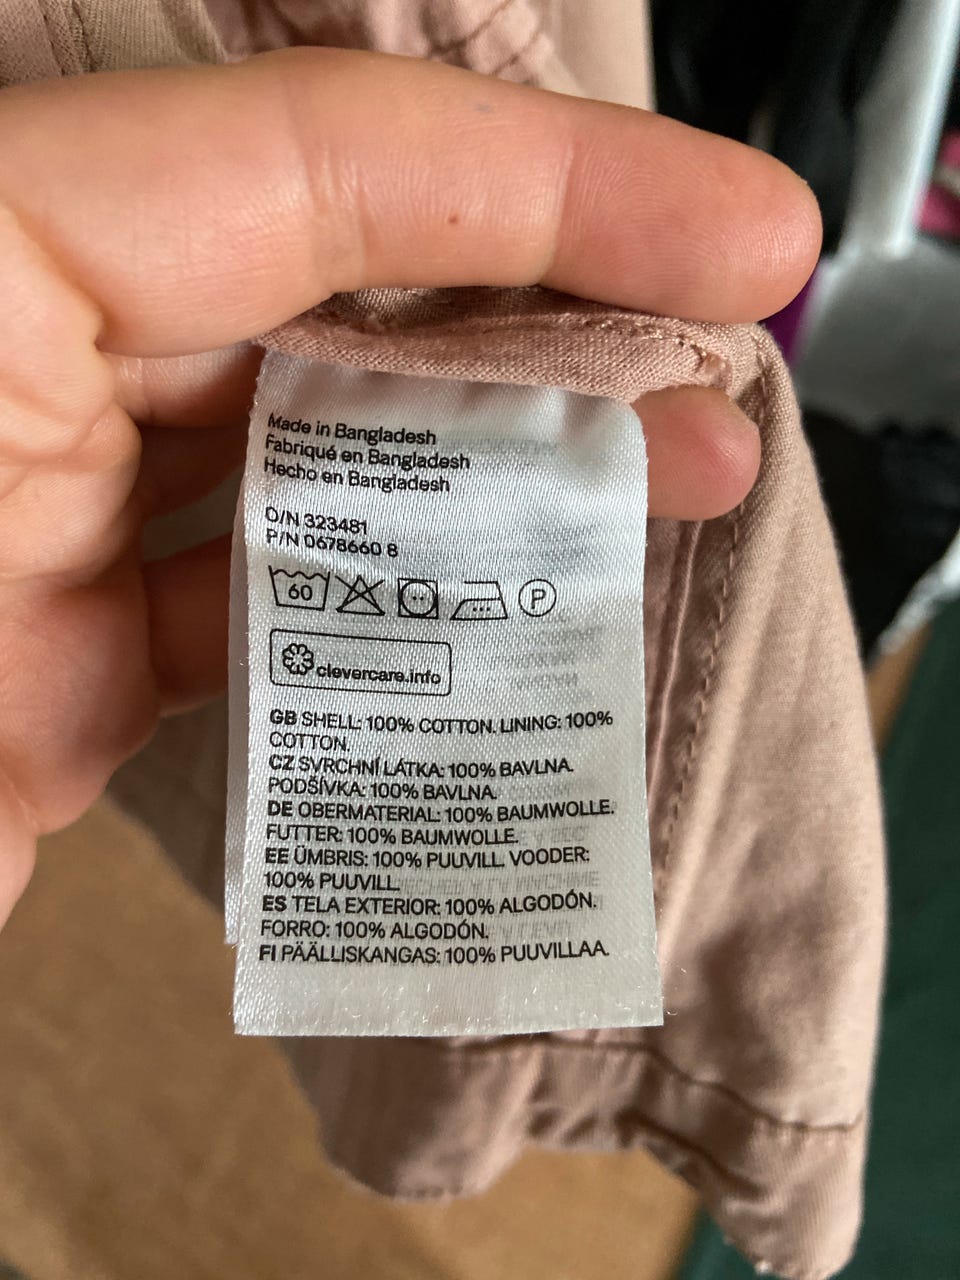 Made in Bangladesh
Fabriqué en Bangladesh
Hecho en Bangladesh
O/N 323481
P/N 0678660 8
60
P
clevercare.info
GB SHELL: 100% COTTON. LINING: 100%
COTTON.
CZ SVRCHNÍ LÁTKA: 100% BAVLNA.
PODŠÍVKA: 100% BAVLNA.
DE OBERMATERIAL: 100% BAUMWOLLE.
FUTTER: 100% BAUMWOLLE.
EE ÜMBRIS: 100% PUUVILL. VOODER:
100% PUUVILL.
ES TELA EXTERIOR: 100% ALGODÓN.
FORRO: 100% ALGODÓN.
FI PÄÄLLISKANGAS: 100% PUUVILLAA.